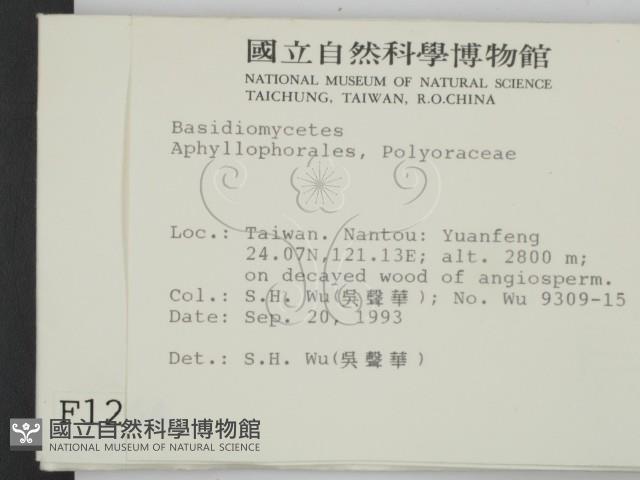 國立自然科學博物館
NATIONAL MUSEUM OF NATURAL SCIENCE
TAICHUNG, TAIWAN, R.O.CHINA
Basidiomycetes
Aphyllophorales, Polyoraceae
Loc.: Taiwan. Nantou: Yuanfeng
24.07N,121.13E; alt. 2800 m;
on decayed wood of angiosperm.
Col.: S.H. Wu(吳聲華); No. Wu 9309-15
Date: Sep. 20, 1993
Det.: S.H. Wu(吳聲華)
F12
國立自然科學博物館
NATIONAL MUSEUM OF NATURAL SCIENCE